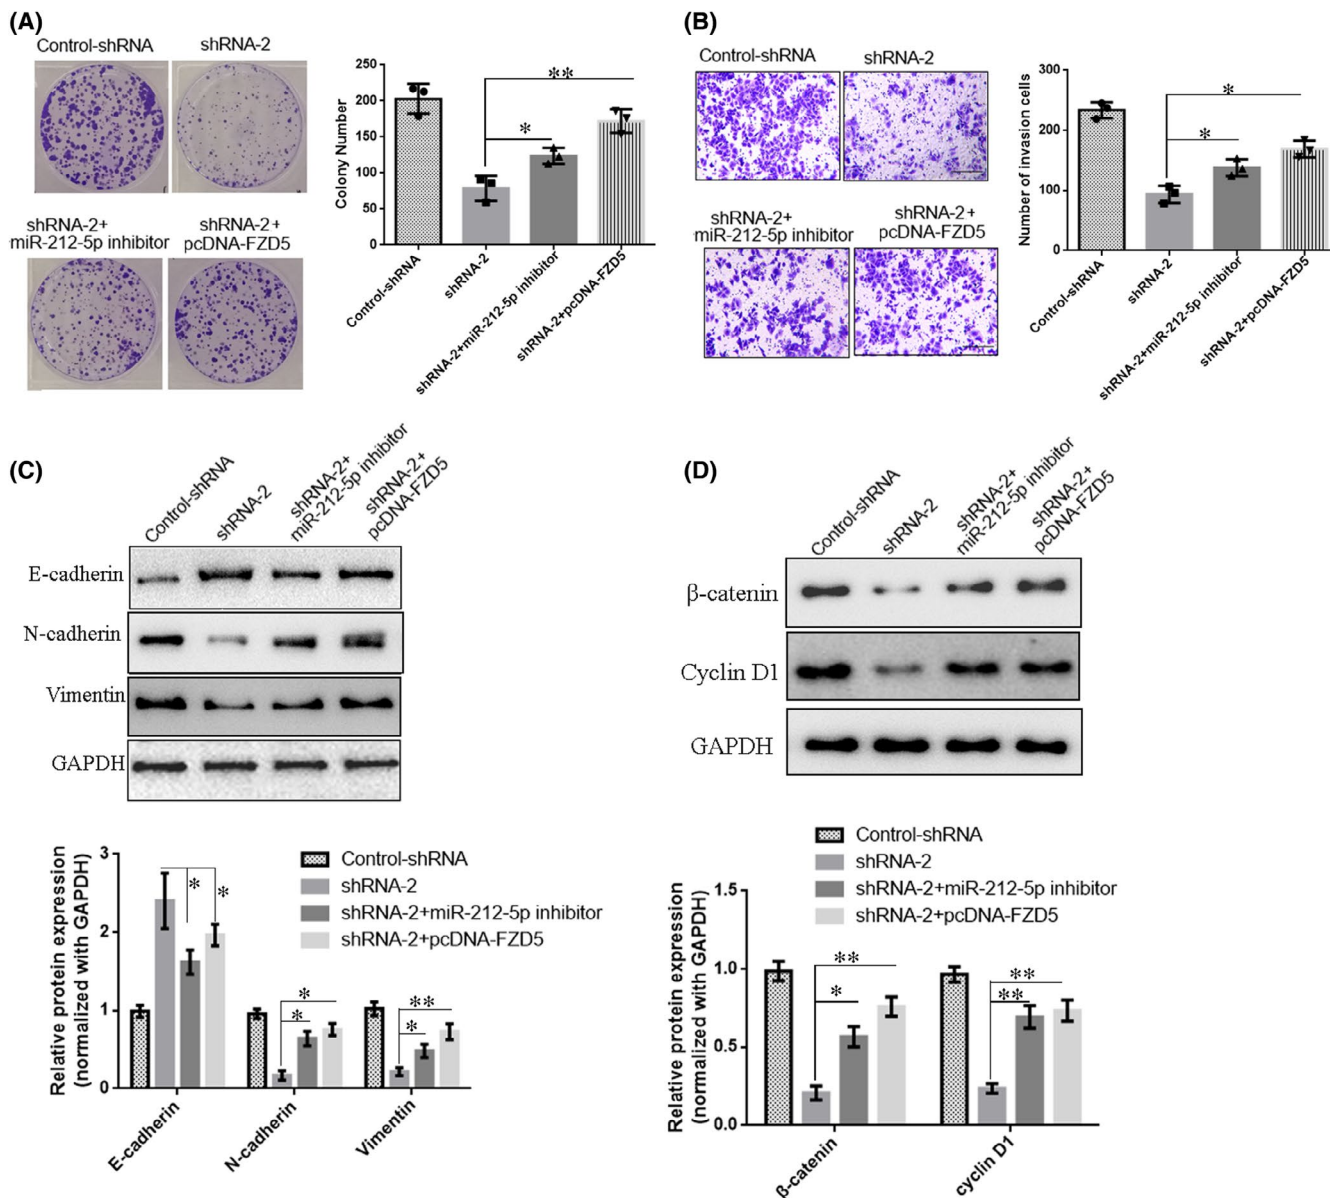 (A)
Control-shRNA
shRNA-2
shRNA-2+
miR-212-5p inhibitor
shRNA-2+
pcDNA-FZD5
Colony Number
250
200
150
100
50
0
**
*
Control-shRNA
shRNA-2
shRNA-2+miR-212-5p inhibitor
shRNA-2+pcDNA-FZD5
(B)
Control-shRNA
shRNA-2
shRNA-2+
miR-212-5p inhibitor
shRNA-2+
pcDNA-FZD5
Number of invasion cells
300
200
100
0
*
*
Control-shRNA
shRNA-2
shRNA-2+miR-212-5p inhibitor
shRNA-2+pcDNA-FZD5
(C)
Control-shRNA
shRNA-2
shRNA-2+
miR-212-5p inhibitor
shRNA-2+
pcDNA-FZD5
E-cadherin
N-cadherin
Vimentin
GAPDH
Relative protein expression
(normalized with GAPDH)
3
2
1
0
Control-shRNA
shRNA-2
shRNA-2+miR-212-5p inhibitor
shRNA-2+pcDNA-FZD5
*
*
*
*
**
*
E-cadherin
N-cadherin
Vimentin
(D)
Control-shRNA
shRNA-2
shRNA-2+
miR-212-5p inhibitor
shRNA-2+
pcDNA-FZD5
β-catenin
Cyclin D1
GAPDH
Relative protein expression
(normalized with GAPDH)
1.5
1.0
0.5
0.0
Control-shRNA
shRNA-2
shRNA-2+miR-212-5p inhibitor
shRNA-2+pcDNA-FZD5
**
*
**
**
β-catenin
cyclin D1